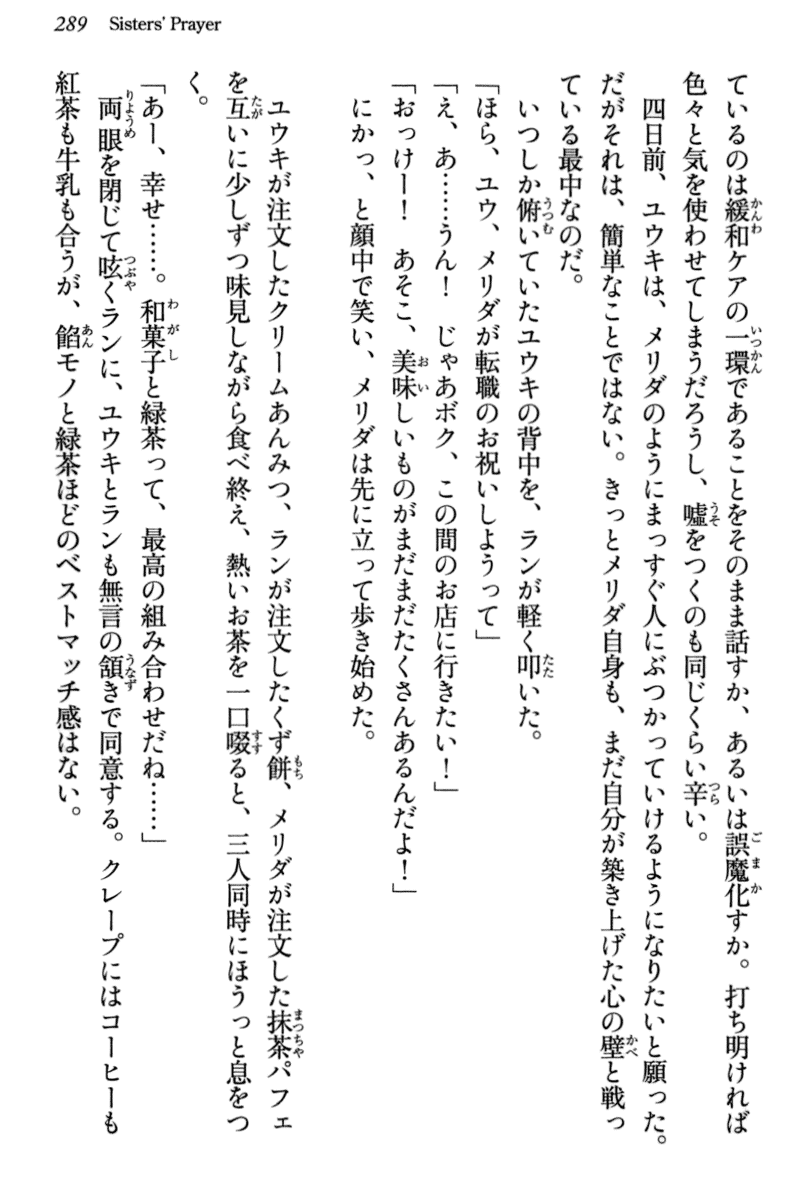 289 Sisters' Prayer
ているのは緩和ケアの一環であることをそのまま話すか、あるいは誤魔化すか。打ち明ければ
色々と気を使わせてしまうだろうし、嘘をつくのも同じくらい辛い。
四日前、ユウキは、メリダのようにまっすぐ人にぶつかっていけるようになりたいと願った。
だがそれは、簡単なことではない。きっとメリダ自身も、まだ自分が築き上げた心の壁と戦っ
ている最中なのだ。
いつしか俯いていたユウキの背中を、ランが軽く叩いた。
「ほら、ユウ、メリダが転職のお祝いしようって」
「え、あ……うん！　じゃあボク、この間のお店に行きたい！」
「おっけー！　あそこ、美味しいものがまだまだたくさんあるんだよ！」
にかっ、と顔中で笑い、メリダは先に立って歩き始めた。
ユウキが注文したクリームあんみつ、ランが注文したくず餅、メリダが注文した抹茶パフェ
を互いに少しずつ味見しながら食べ終え、熱いお茶を一口啜ると、三人同時にほうっと息をつ
く。
「あー、幸せ……。和菓子と緑茶って、最高の組み合わせだね……」
両眼を閉じて呟くランに、ユウキとランも無言の頷きで同意する。クレープにはコーヒーも
紅茶も牛乳も合うが、餡モノと緑茶ほどのベストマッチ感はない。